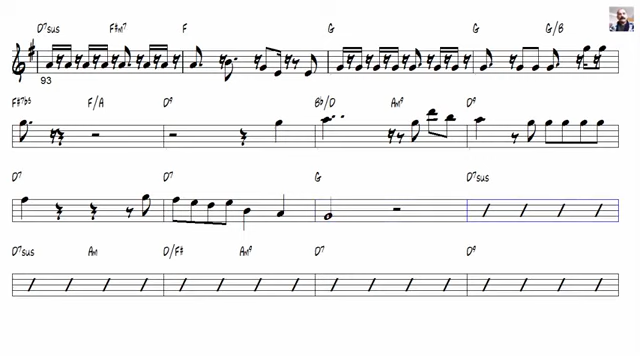 D7sus F#m7 F G G G/B
93
F#7b5 F/A D9 Bb/D Am9 D9
D7 D7 G D7sus
D7sus Am D/F# Am9 D7 D9